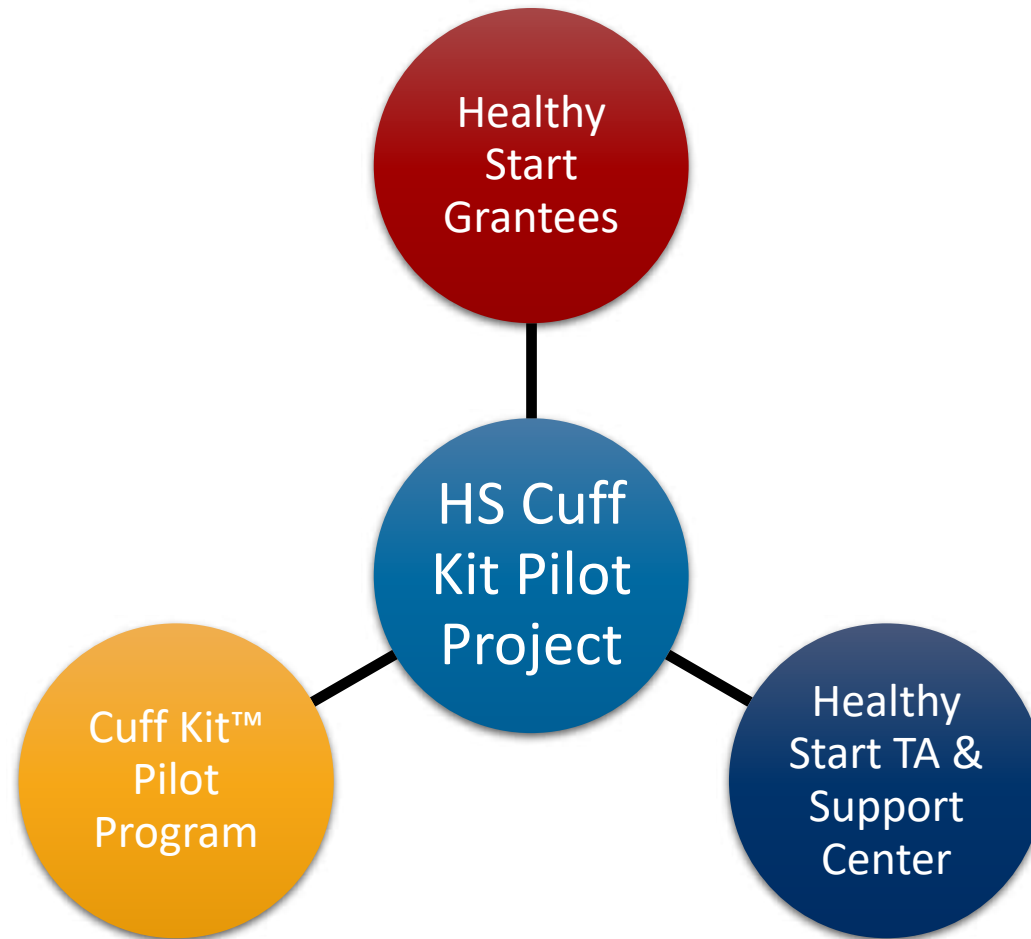 Healthy
Start
Grantees
HS Cuff
Kit Pilot
Project
Cuff Kit™
Pilot
Program
Healthy
Start TA &
Support
Center